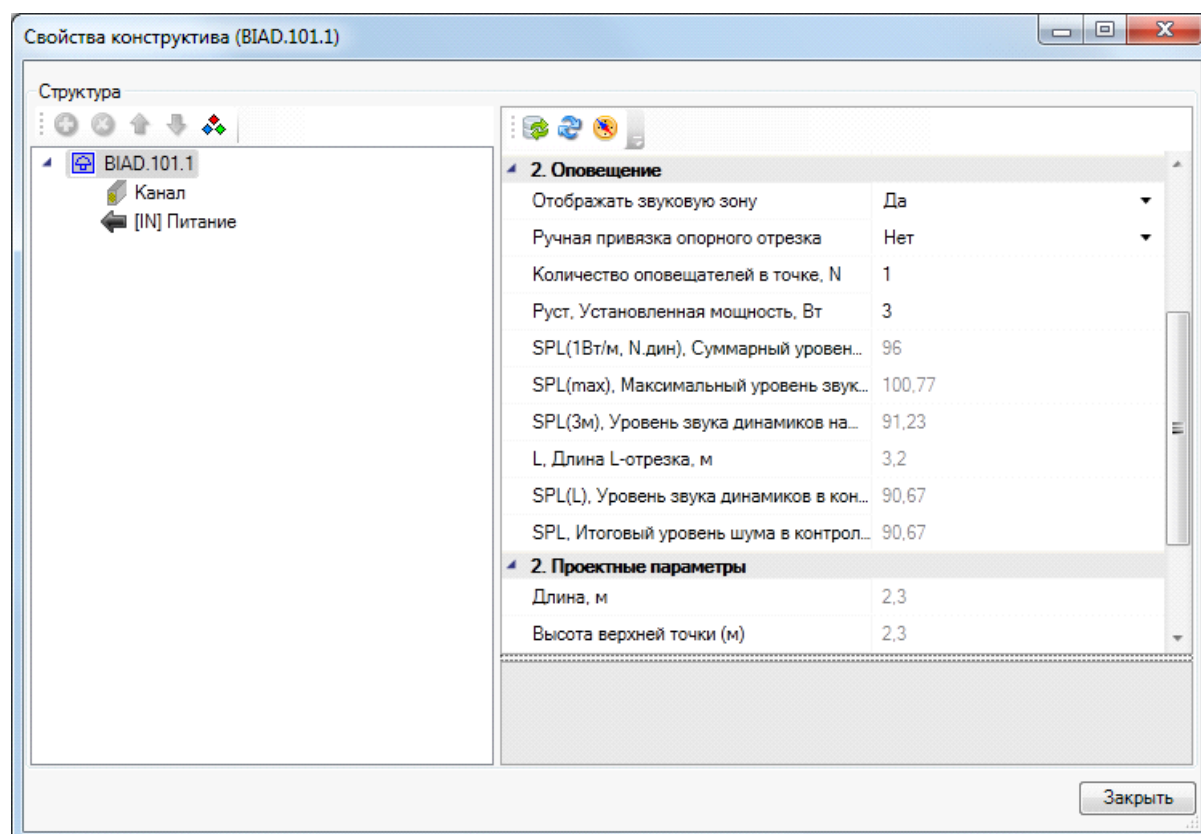 Свойства конструктива (BIAD.101.1)
Структура
BIAD.101.1
Канал
[IN] Питание
2. Оповещение
Отображать звуковую зону Да
Ручная привязка опорного отрезка Нет
Количество оповещателей в точке, N 1
Руст, Установленная мощность, Вт 3
SPL(1Вт/м, N.дин), Суммарный уровен... 96
SPL(max), Максимальный уровень звук... 100,77
SPL(3м), Уровень звука динамиков на... 91,23
L, Длина L-отрезка, м 3,2
SPL(L), Уровень звука динамиков в кон... 90,67
SPL, Итоговый уровень шума в контрол... 90,67
2. Проектные параметры
Длина, м 2,3
Высота верхней точки (м) 2,3
Закрыть